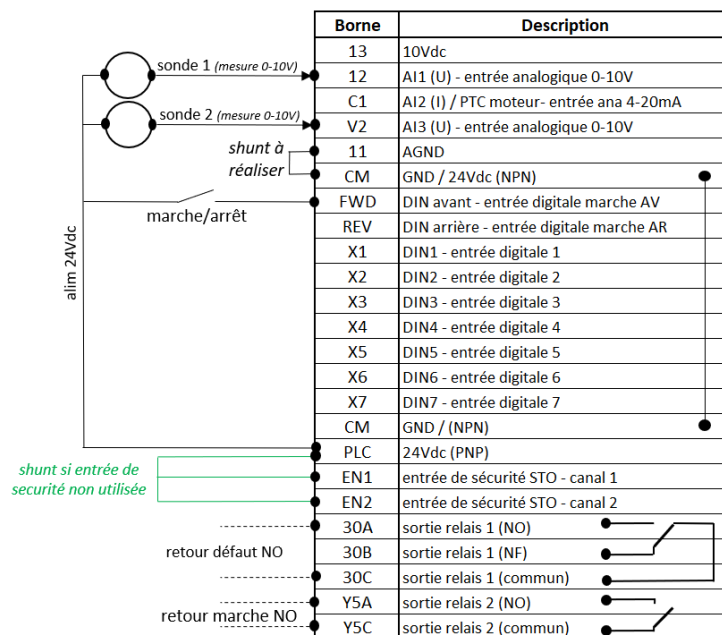 Borne Description
13 10Vdc
sonde 1 (mesure 0-10V) 12 AI1 (U) - entrée analogique 0-10V
C1 AI2 (I) / PTC moteur- entrée ana 4-20mA
sonde 2 (mesure 0-10V) V2 AI3 (U) - entrée analogique 0-10V
shunt à
réaliser
11 AGND
CM GND / 24Vdc (NPN)
FWD DIN avant - entrée digitale marche AV
marche/arrêt
REV DIN arrière - entrée digitale marche AR
X1 DIN1 - entrée digitale 1
X2 DIN2 - entrée digitale 2
X3 DIN3 - entrée digitale 3
X4 DIN4 - entrée digitale 4
X5 DIN5 - entrée digitale 5
X6 DIN6 - entrée digitale 6
X7 DIN7 - entrée digitale 7
alim 24Vdc
CM GND / (NPN)
PLC 24Vdc (PNP)
shunt si entrée de
securité non utilisée
EN1 entrée de sécurité STO - canal 1
EN2 entrée de sécurité STO - canal 2
30A sortie relais 1 (NO)
retour défaut NO
30B sortie relais 1 (NF)
30C sortie relais 1 (commun)
Y5A sortie relais 2 (NO)
retour marche NO
Y5C sortie relais 2 (commun)